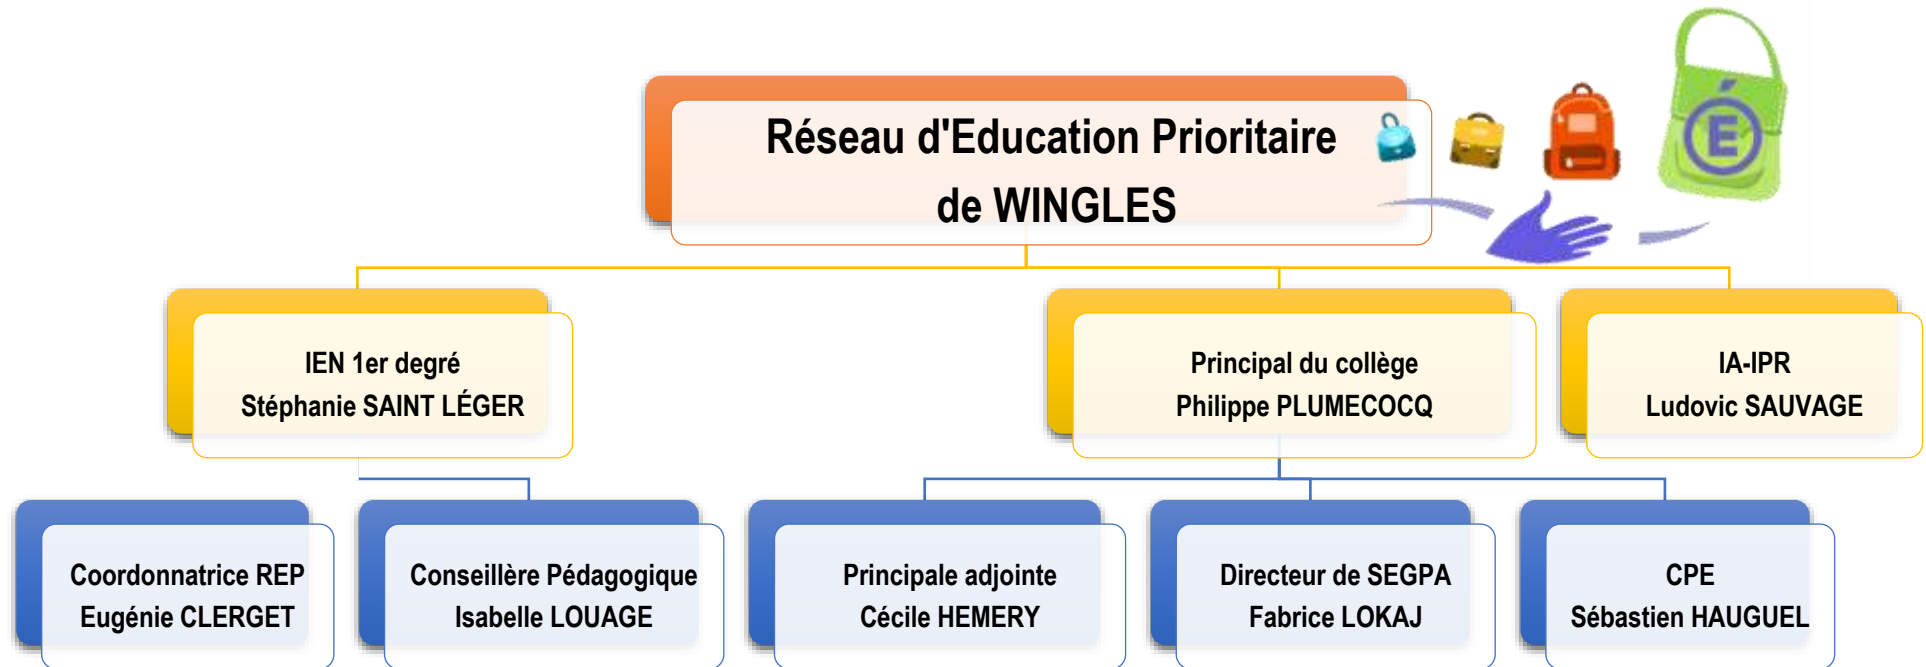 Réseau d'Education Prioritaire
de WINGLES
É
IEN 1er degré
Stéphanie SAINT LÉGER
Principal du collège
Philippe PLUMECOCQ
IA-IPR
Ludovic SAUVAGE
Coordonnatrice REP
Eugénie CLERGET
Conseillère Pédagogique
Isabelle LOUAGE
Principale adjointe
Cécile HEMERY
Directeur de SEGPA
Fabrice LOKAJ
CPE
Sébastien HAUGUEL